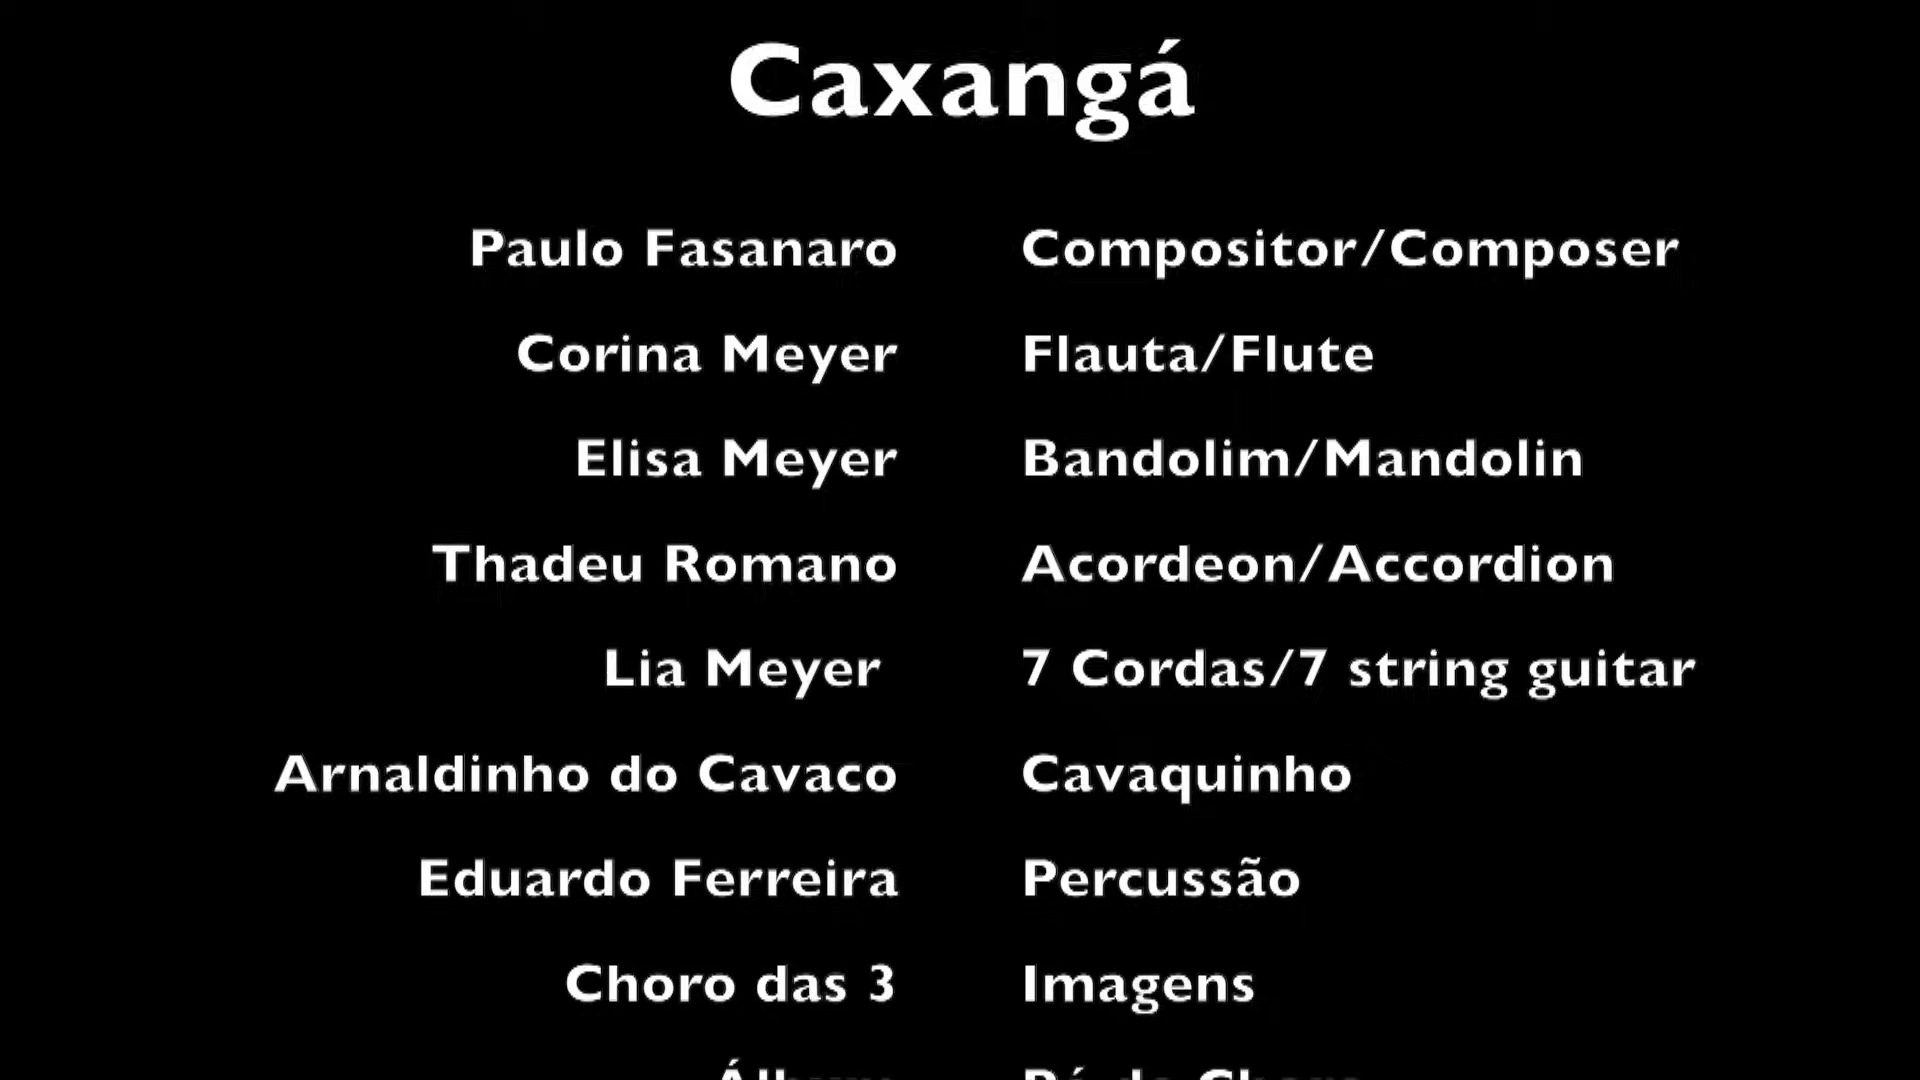 Caxangá
Paulo Fasanaro Compositor/Composer
Corina Meyer Flauta/Flute
Elisa Meyer Bandolim/Mandolin
Thadeu Romano Acordeon/Accordion
Lia Meyer 7 Cordas/7 string guitar
Arnaldinho do Cavaco Cavaquinho
Eduardo Ferreira Percussão
Choro das 3 Imagens